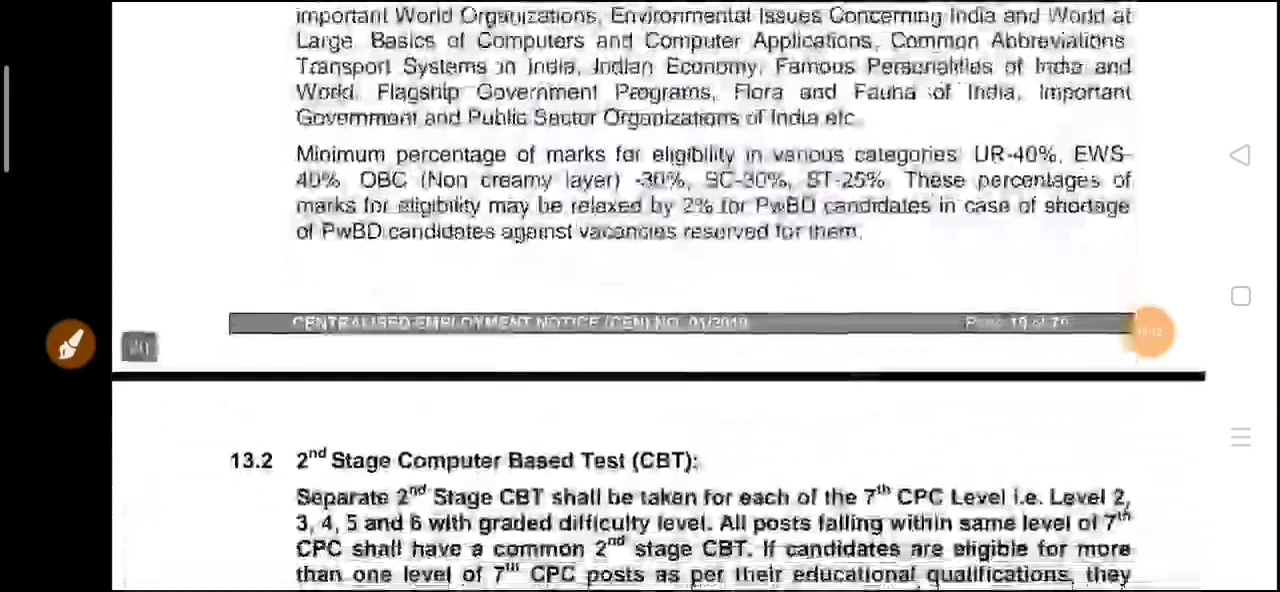 important World Organizations, Environmental Issues Concerning India and World at
Large, Basics of Computers and Computer Applications, Common Abbreviations,
Transport Systems in India, Indian Economy, Famous Personalities of India and
World, Flagship Government Programs, Flora and Fauna of India, Important
Government and Public Sector Organizations of India etc.
Minimum percentage of marks for eligibility in various categories: UR-40%, EWS-
40%, OBC (Non creamy layer) -30%, SC-30%, ST-25%. These percentages of
marks for eligibility may be relaxed by 2% for PwBD candidates in case of shortage
of PwBD candidates against vacancies reserved for them.
CENTRALISED EMPLOYMENT NOTICE (CEN) NO. 01/2019 Page 19 of
20
13.2 2nd Stage Computer Based Test (CBT):
Separate 2nd Stage CBT shall be taken for each of the 7th CPC Level i.e. Level 2,
3, 4, 5 and 6 with graded difficulty level. All posts falling within same level of 7th
CPC shall have a common 2nd stage CBT. If candidates are eligible for more
than one level of 7th CPC posts as per their educational qualifications, they